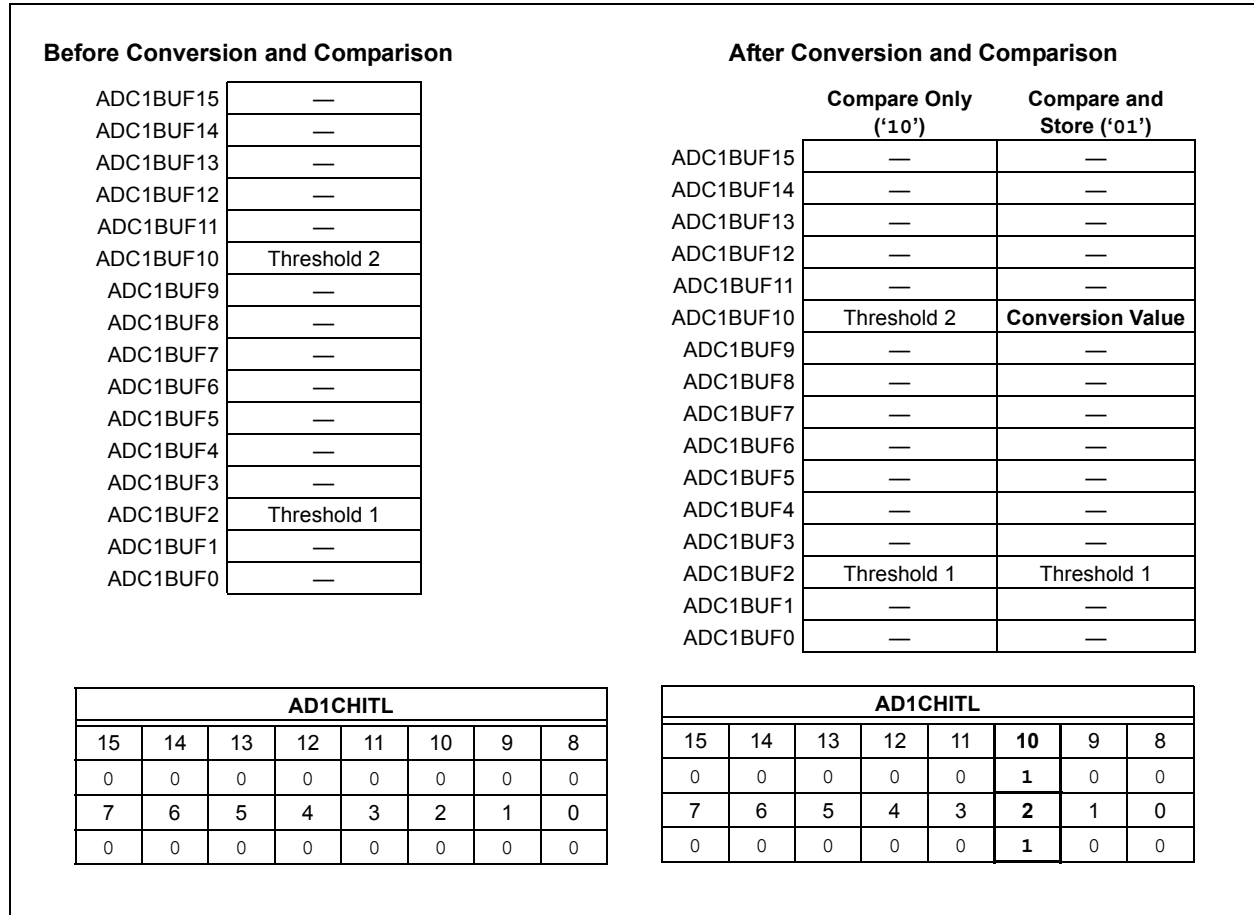 Before Conversion and Comparison
ADC1BUF15 —
ADC1BUF14 —
ADC1BUF13 —
ADC1BUF12 —
ADC1BUF11 —
ADC1BUF10 Threshold 2
ADC1BUF9 —
ADC1BUF8 —
ADC1BUF7 —
ADC1BUF6 —
ADC1BUF5 —
ADC1BUF4 —
ADC1BUF3 —
ADC1BUF2 Threshold 1
ADC1BUF1 —
ADC1BUF0 —
AD1CHITL
15 14 13 12 11 10 9 8
0 0 0 0 0 0 0 0
7 6 5 4 3 2 1 0
0 0 0 0 0 0 0 0
After Conversion and Comparison
Compare Only Compare and
(‘10’) Store (‘01’)
ADC1BUF15 — —
ADC1BUF14 — —
ADC1BUF13 — —
ADC1BUF12 — —
ADC1BUF11 — —
ADC1BUF10 Threshold 2 Conversion Value
ADC1BUF9 — —
ADC1BUF8 — —
ADC1BUF7 — —
ADC1BUF6 — —
ADC1BUF5 — —
ADC1BUF4 — —
ADC1BUF3 — —
ADC1BUF2 Threshold 1 Threshold 1
ADC1BUF1 — —
ADC1BUF0 — —
AD1CHITL
15 14 13 12 11 10 9 8
0 0 0 0 0 1 0 0
7 6 5 4 3 2 1 0
0 0 0 0 0 1 0 0